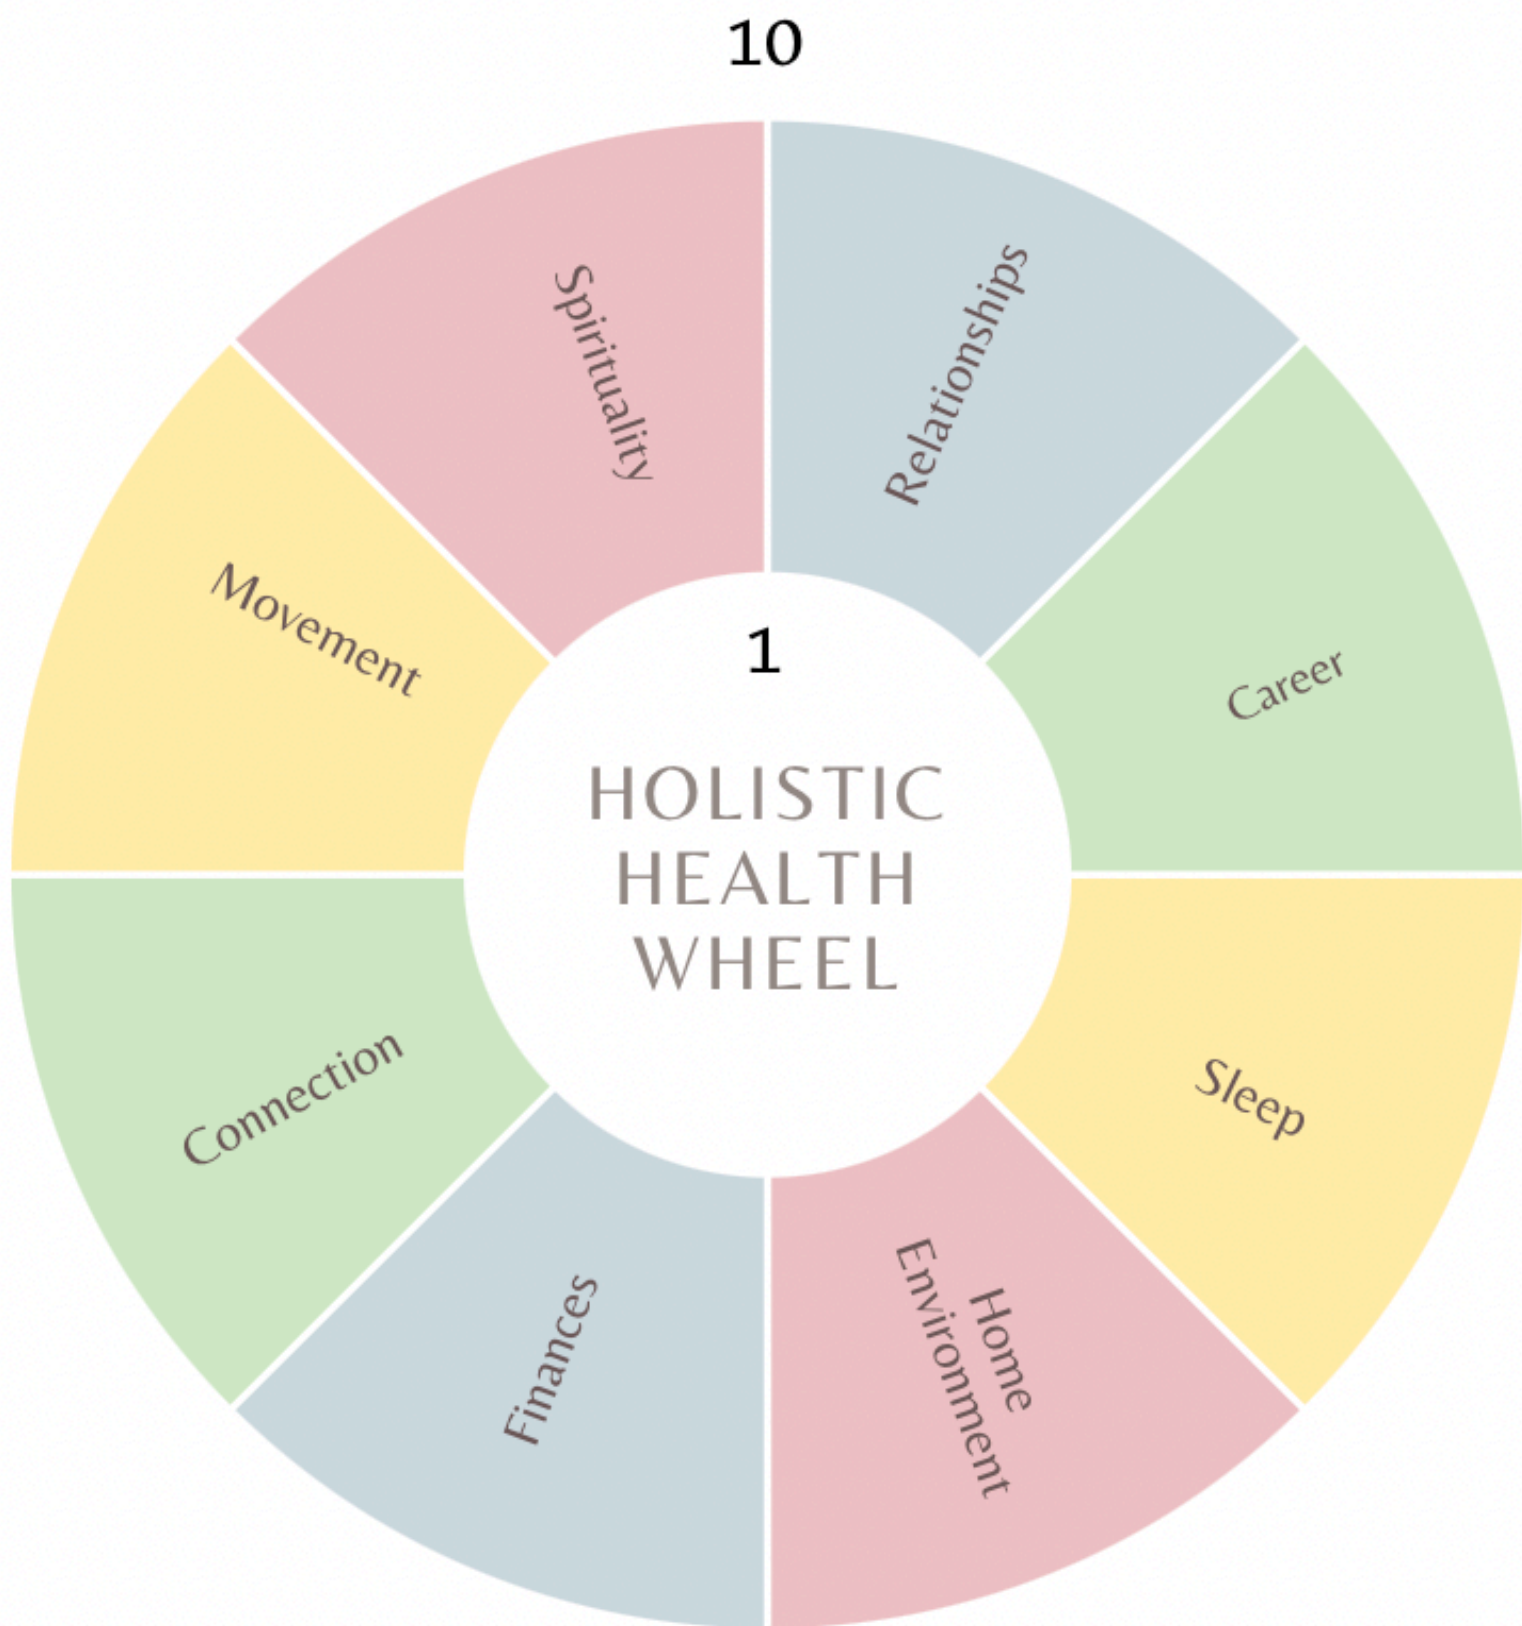 10
Spirituality
Relationships
Movement
Career
1
HOLISTIC
HEALTH
WHEEL
Connection
Sleep
Finances
Home
Environment